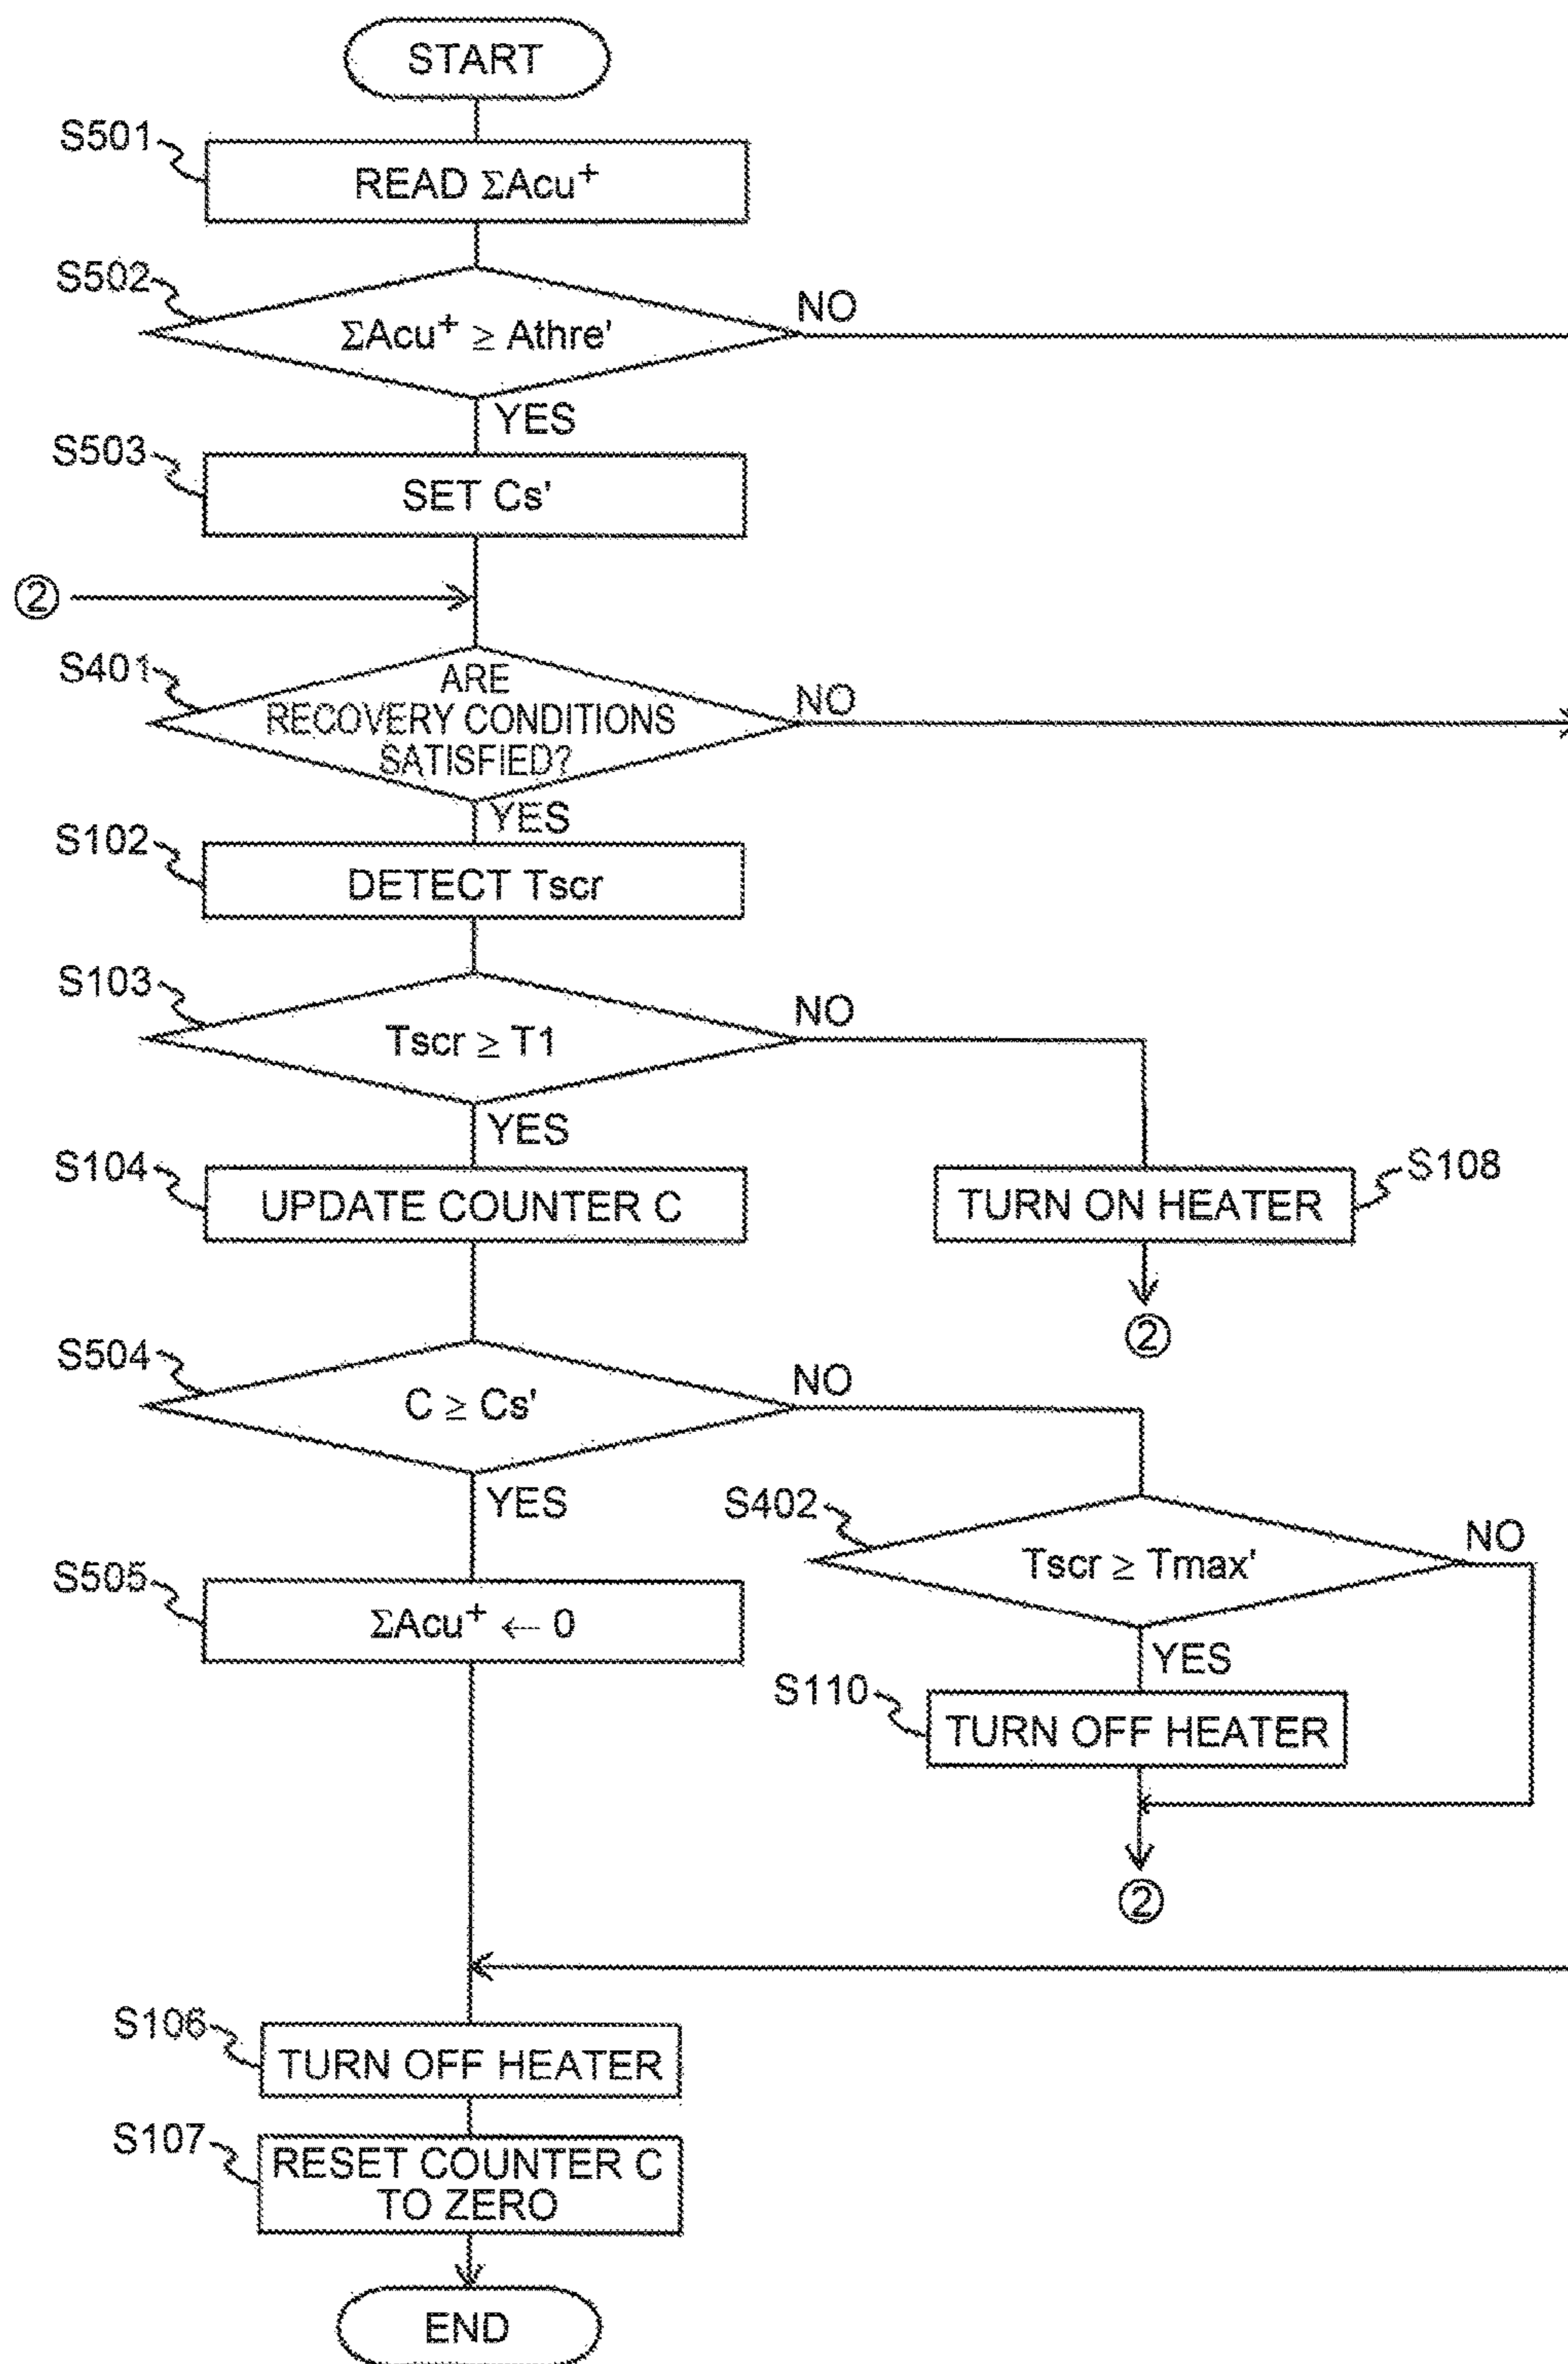 START
S501
READ ΣAcu⁺
S502
ΣAcu⁺ ≥ Athre'
NO
YES
S503
SET Cs'
②
S401
ARE
RECOVERY CONDITIONS
SATISFIED?
NO
YES
S102
DETECT Tscr
S103
Tscr ≥ T1
NO
YES
S104
UPDATE COUNTER C
TURN ON HEATER
S108
②
S504
C ≥ Cs'
NO
YES
S402
Tscr ≥ Tmax'
NO
S505
ΣAcu⁺ ← 0
YES
S110
TURN OFF HEATER
②
S106
TURN OFF HEATER
S107
RESET COUNTER C
TO ZERO
END